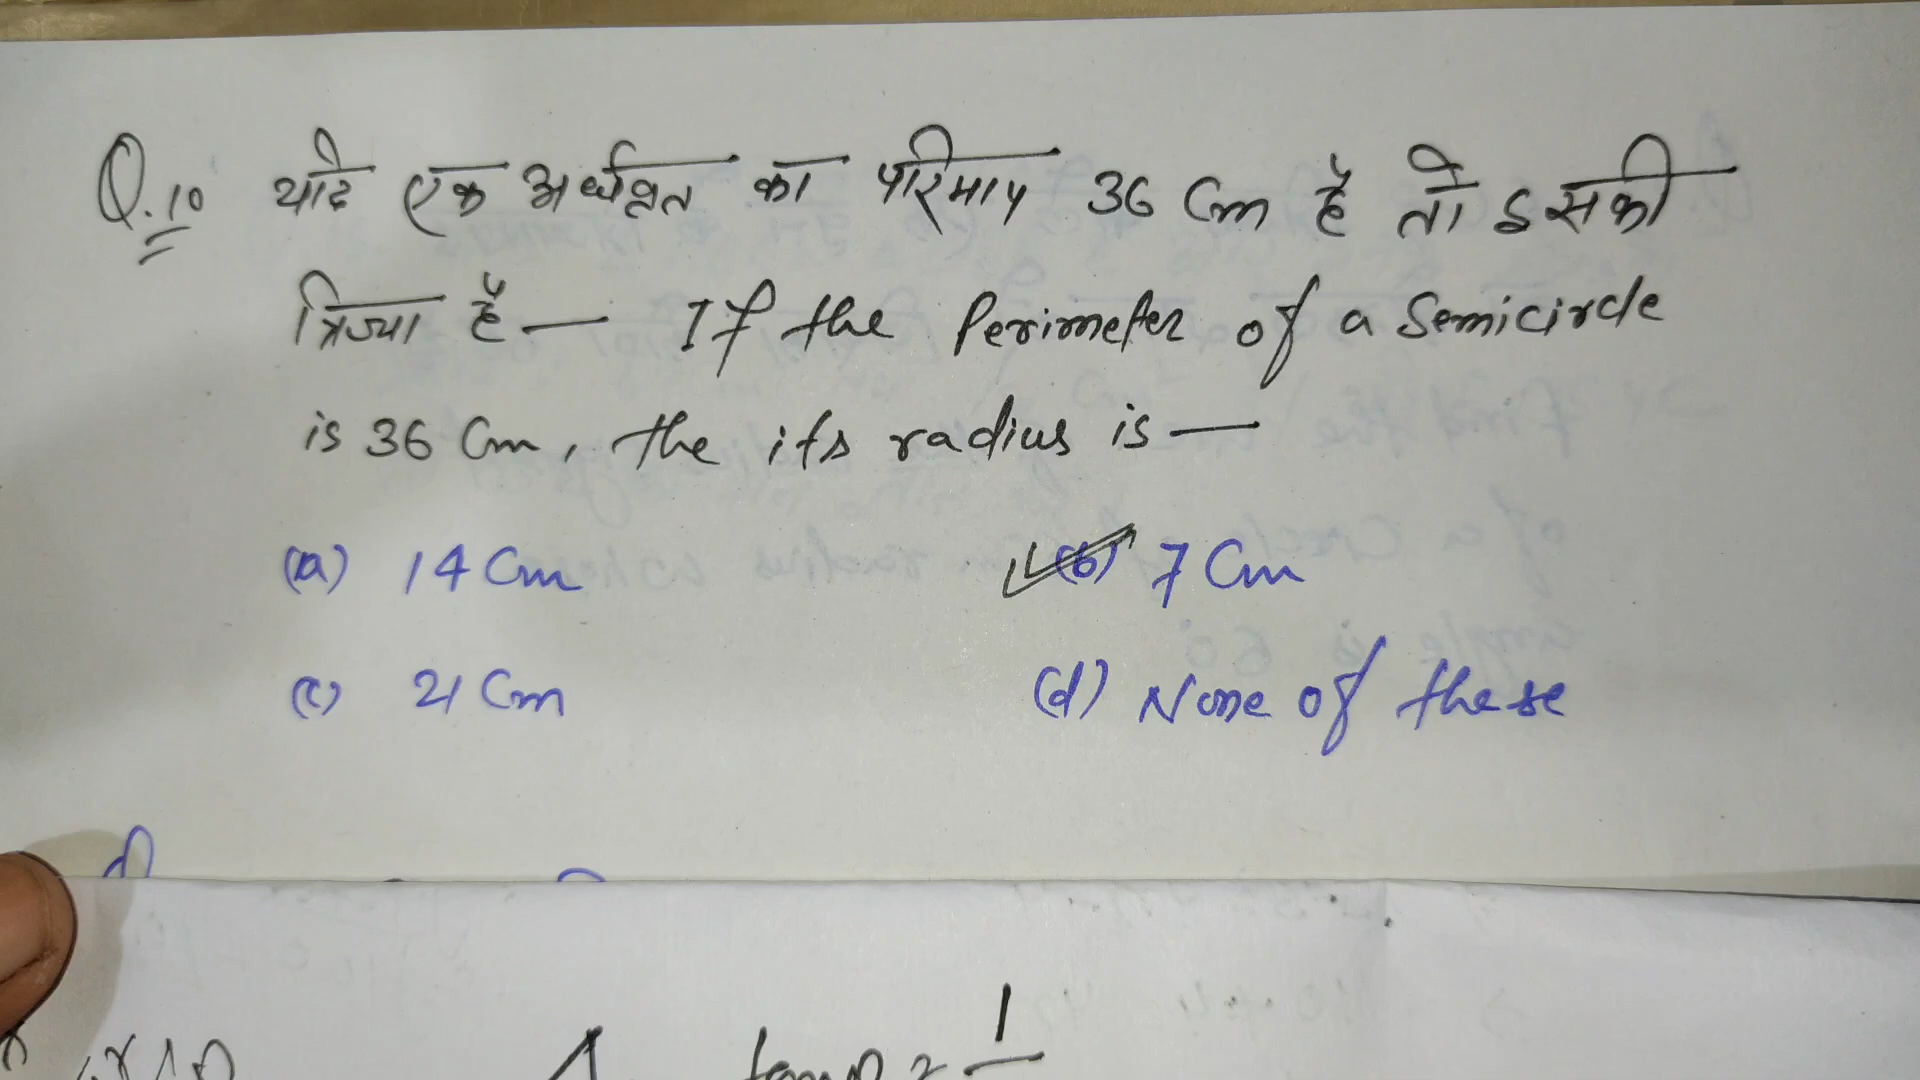 Q.10 यदि एक अर्धवृत का परिमाप 36 Cm है तो इसकी
त्रिज्या है — If the Perimeter of a Semicircle
is 36 Cm, the its radius is —
(a) 14 Cm (b) 7 Cm
(c) 21 Cm (d) None of these
1